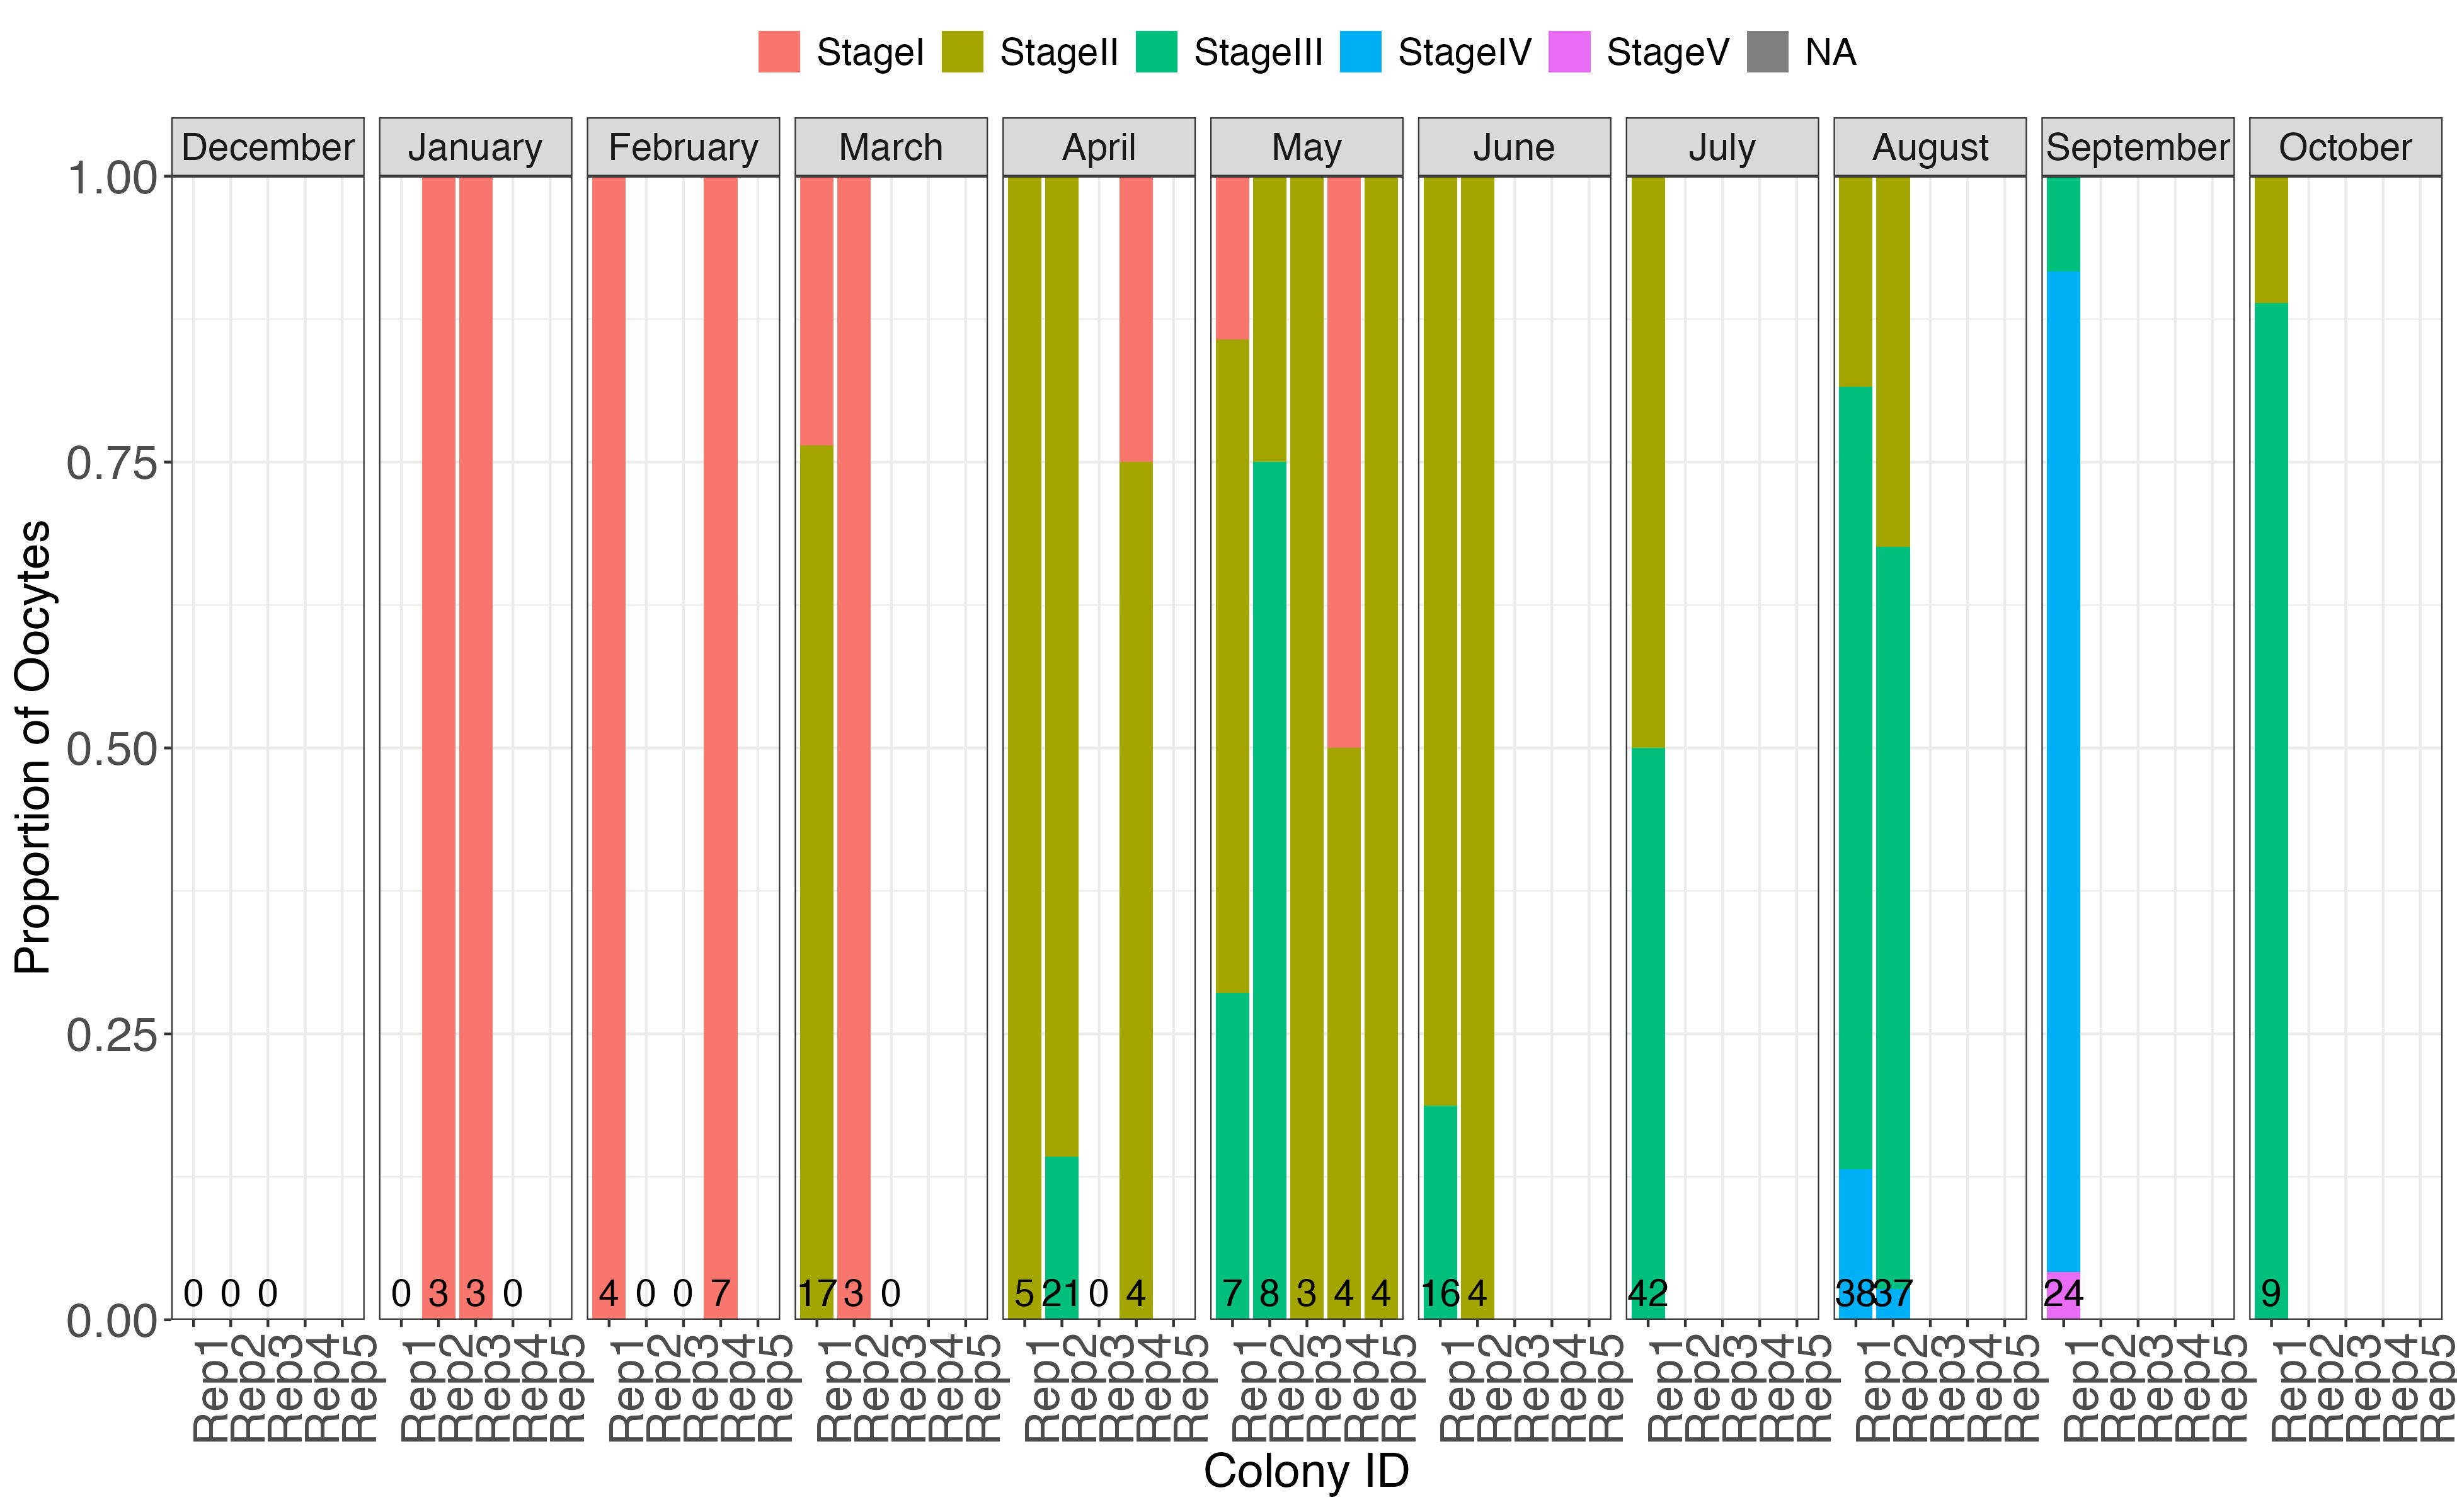 StageI StageII StageIII StageIV StageV NA
December January February March April May June July August September October
1.00
0.75
0.50
0.25
0.00
Proportion of Oocytes
0 0 0 0 3 3 0 4 0 0 7 17 3 0 5 21 0 4 7 8 3 4 4 16 4 42 38 37 24 9
Rep1 Rep2 Rep3 Rep4 Rep5 Rep1 Rep2 Rep3 Rep4 Rep5 Rep1 Rep2 Rep3 Rep4 Rep5 Rep1 Rep2 Rep3 Rep4 Rep5 Rep1 Rep2 Rep3 Rep4 Rep5 Rep1 Rep2 Rep3 Rep4 Rep5 Rep1 Rep2 Rep3 Rep4 Rep5 Rep1 Rep2 Rep3 Rep4 Rep5 Rep1 Rep2 Rep3 Rep4 Rep5 Rep1 Rep2 Rep3 Rep4 Rep5 Rep1 Rep2 Rep3 Rep4 Rep5
Colony ID